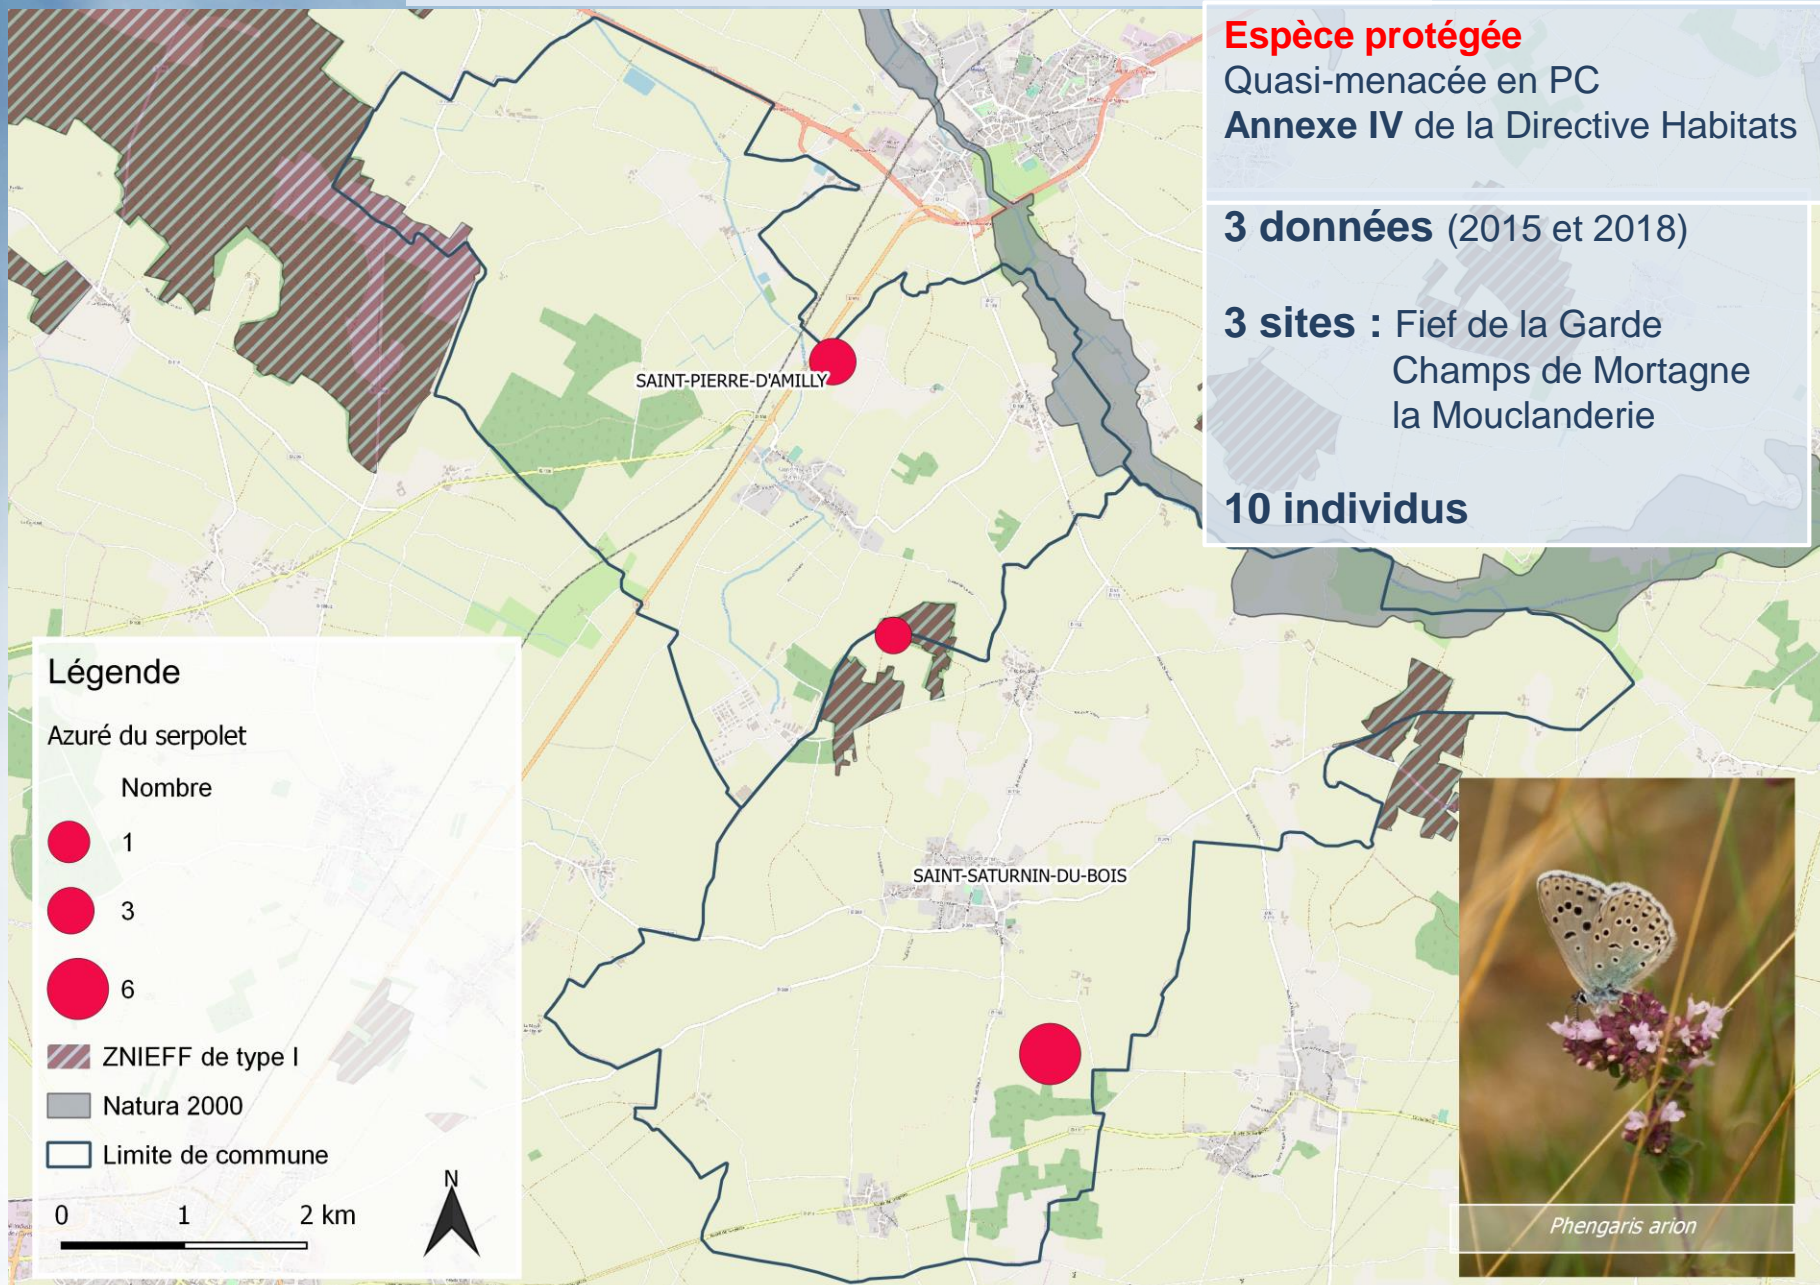 Espèce protégée
Quasi-menacée en PC
Annexe IV de la Directive Habitats
3 données (2015 et 2018)
3 sites : Fief de la Garde
Champs de Mortagne
la Mouclanderie
10 individus
SAINT-PIERRE-D'AMILLY
SAINT-SATURNIN-DU-BOIS
Légende
Azuré du serpolet
Nombre
1
3
6
ZNIEFF de type I
Natura 2000
Limite de commune
N
0 1 2 km
Phengaris arion